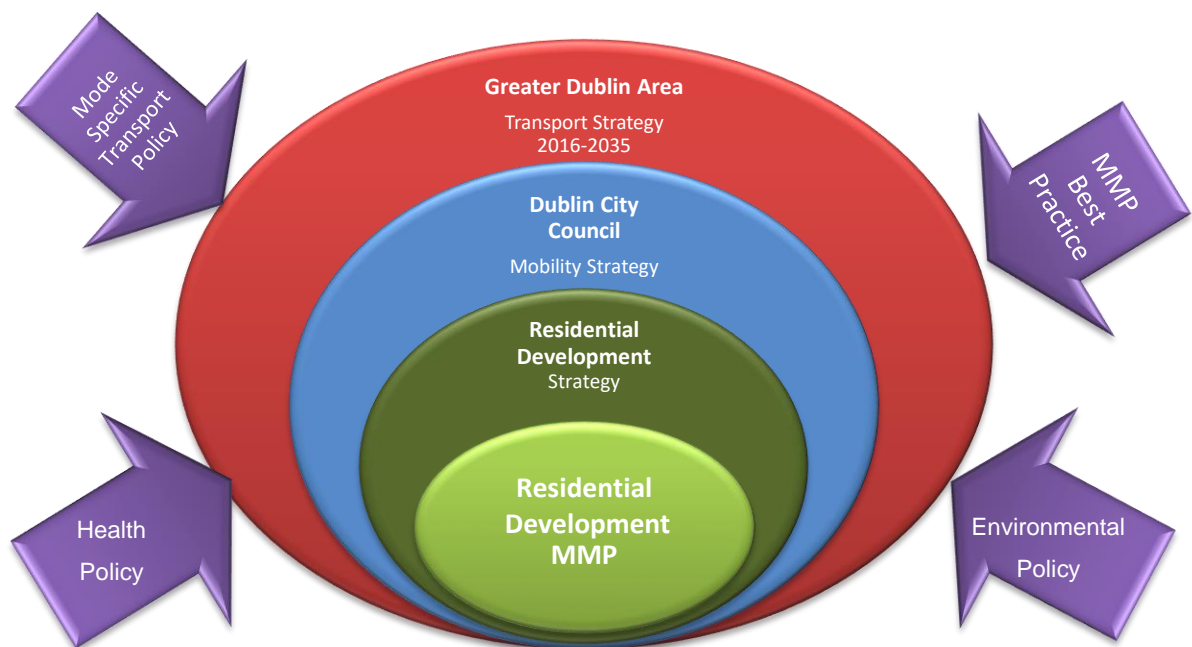 Mode
Specific
Transport
Policy
Greater Dublin Area
Transport Strategy
2016-2035
MMP
Best
Practice
Dublin City
Council
Mobility Strategy
Residential
Development
Strategy
Residential
Development
MMP
Health
Policy
Environmental
Policy